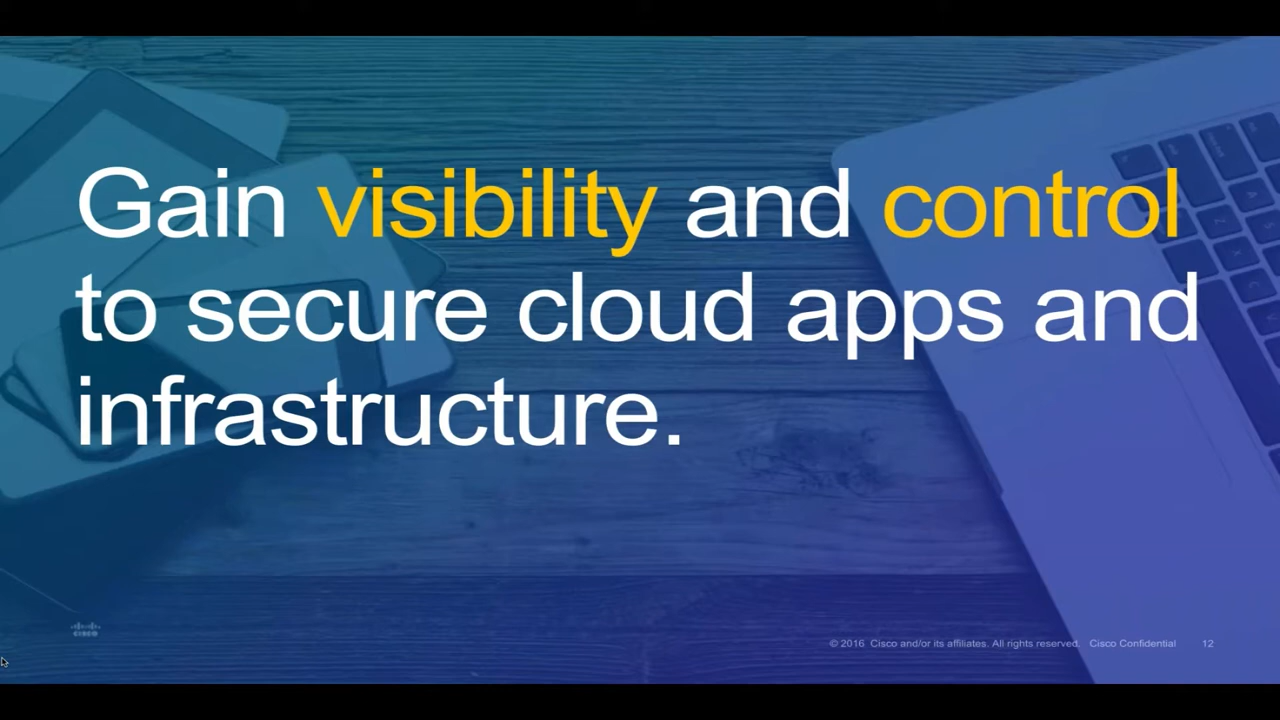 Gain visibility and control
to secure cloud apps and
infrastructure.
CISCO
© 2016 Cisco and/or its affiliates. All rights reserved. Cisco Confidential 12